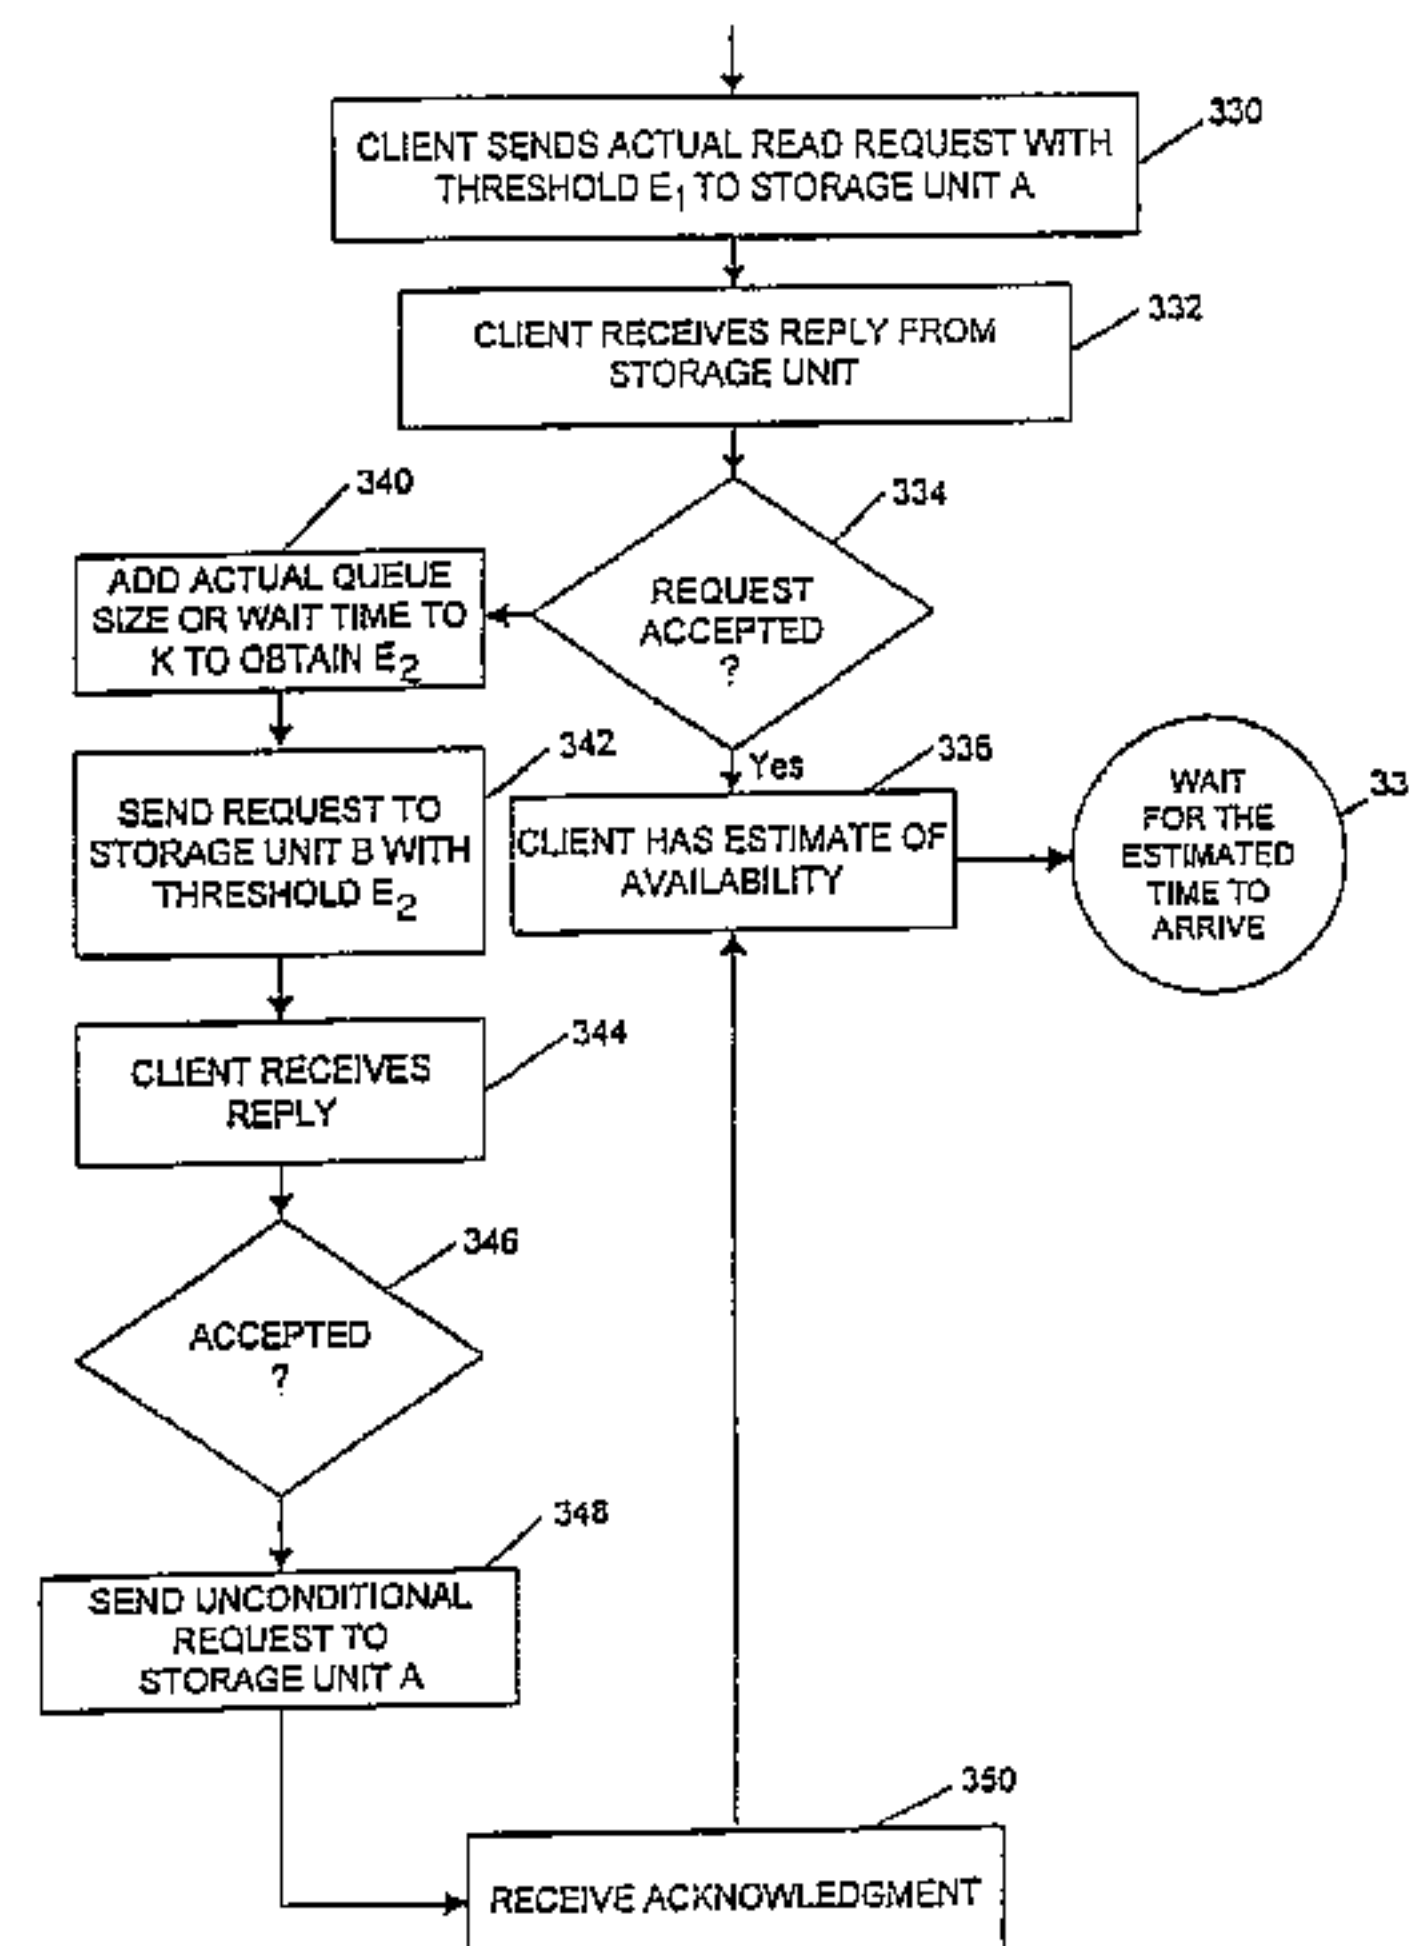 330
CLIENT SENDS ACTUAL READ REQUEST WITH
THRESHOLD E1 TO STORAGE UNIT A
332
CLIENT RECEIVES REPLY FROM
STORAGE UNIT
340
334
ADD ACTUAL QUEUE
SIZE OR WAIT TIME TO
K TO OBTAIN E2
REQUEST
ACCEPTED
?
342
Yes
336
SEND REQUEST TO
STORAGE UNIT B WITH
THRESHOLD E2
CLIENT HAS ESTIMATE OF
AVAILABILITY
33
WAIT
FOR THE
ESTIMATED
TIME TO
ARRIVE
344
CLIENT RECEIVES
REPLY
346
ACCEPTED
?
348
SEND UNCONDITIONAL
REQUEST TO
STORAGE UNIT A
350
RECEIVE ACKNOWLEDGMENT